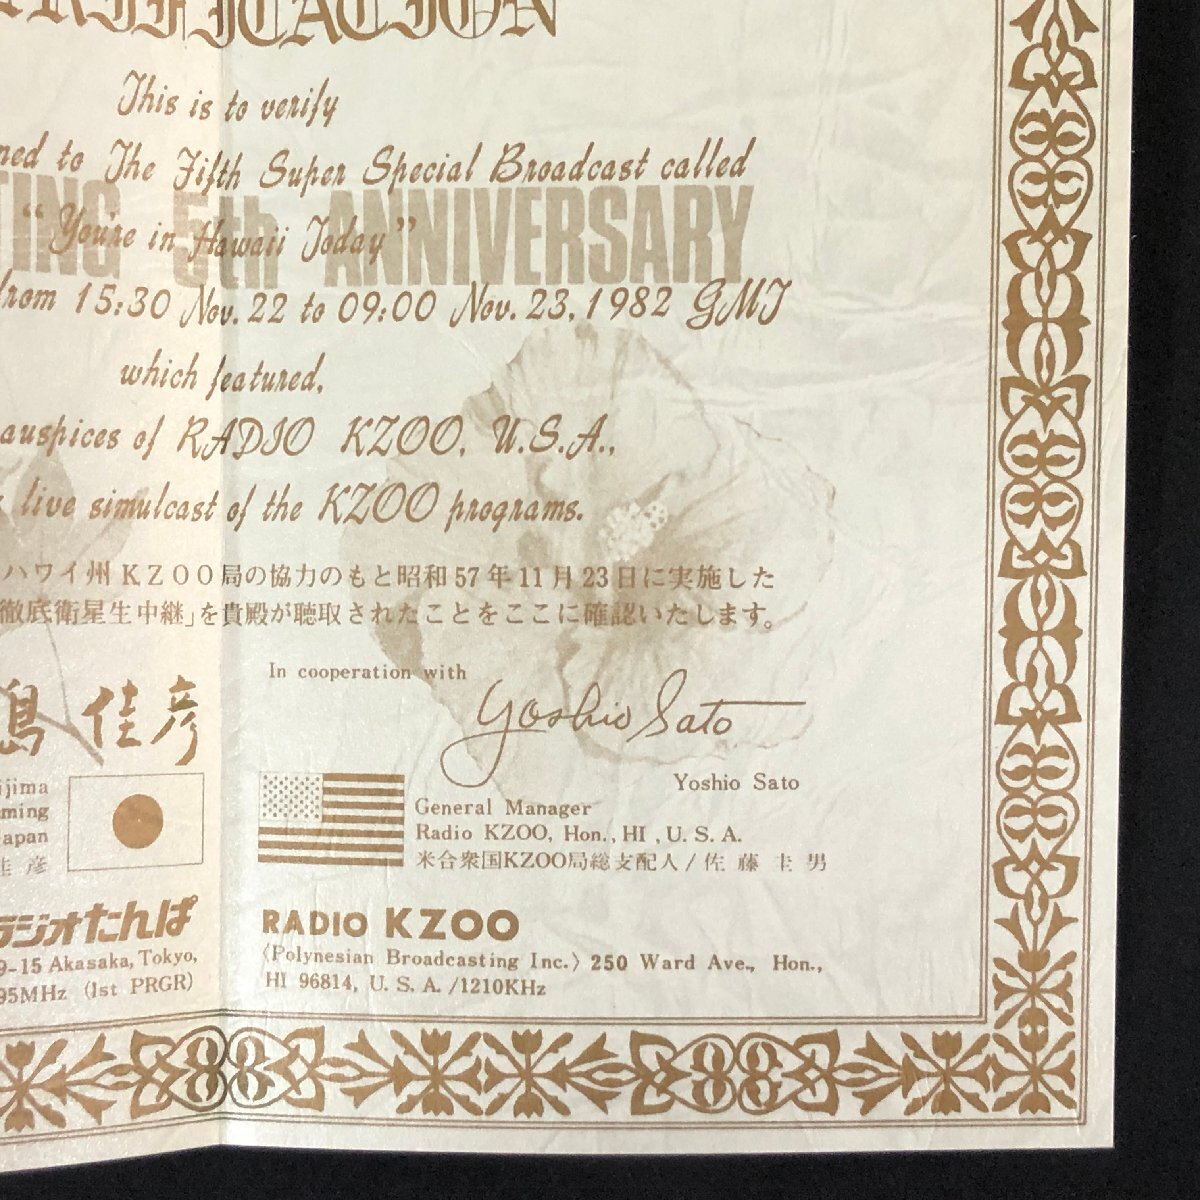 This is to verify
to The Fifth Super Special Broadcast called
5th ANNIVERSARY
"You're in Hawaii Today"
from 15:30 Nov. 22 to 09:00 Nov. 23, 1982 GMT
which featured,
auspices of RADIO KZOO, U.S.A.,
live simulcast of the KZOO programs.
ハワイ州KZOO局の協力のもと昭和57年11月23日に実施した
徹底衛星生中継」を貴殿が聴取されたことをここに確認いたします。
In cooperation with
島 佳彦
Yoshio Sato
Yoshio Sato
General Manager
Radio KZOO, Hon., HI, U. S. A.
米合衆国KZOO局総支配人/佐 藤 圭 男
佳 彦
ラジオたんぱ
RADIO KZOO
9-15 Akasaka, Tokyo,
95MHz (1st PRGR)
〈Polynesian Broadcasting Inc.〉 250 Ward Ave., Hon.,
HI 96814, U. S. A. /1210KHz